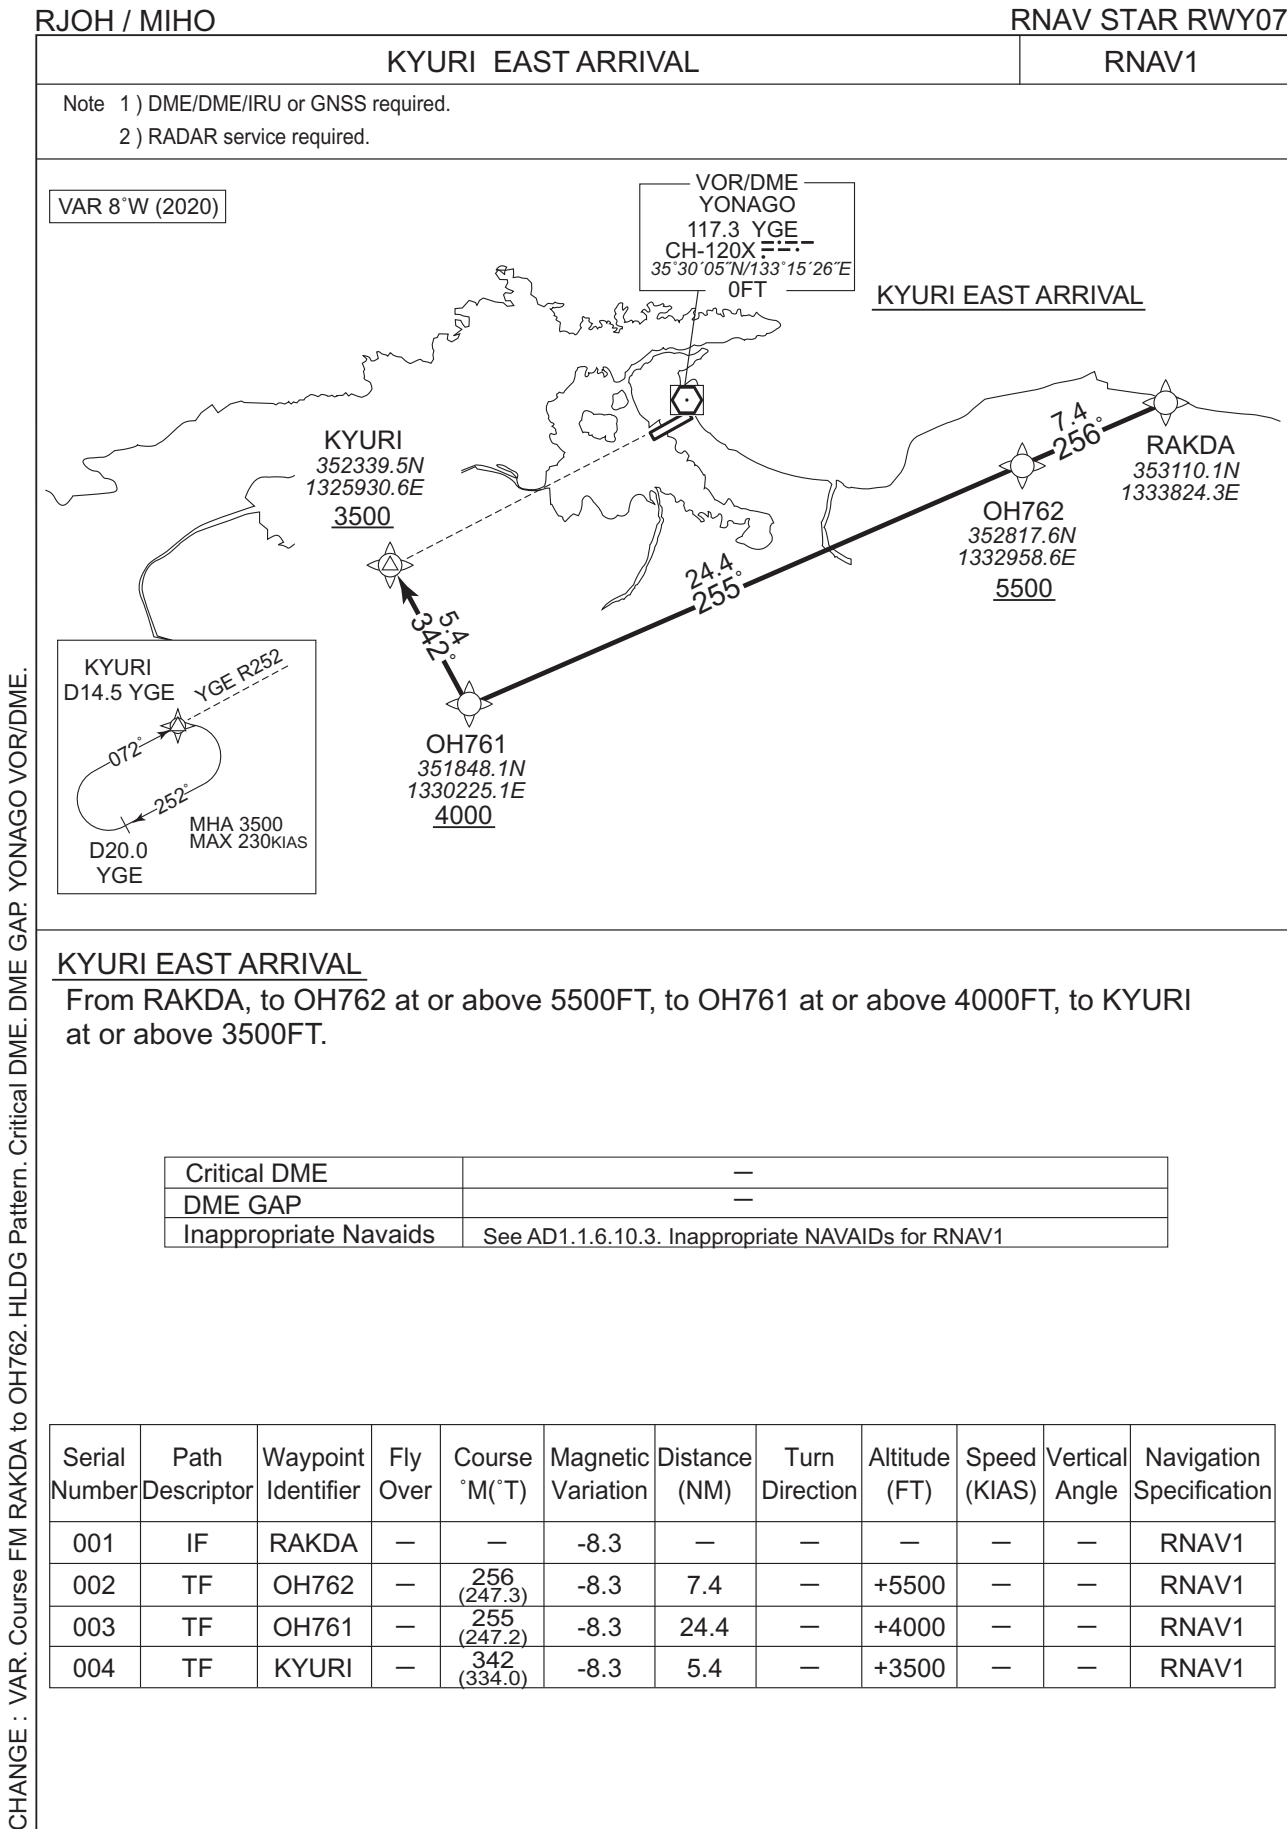 RJOH / MIHO
RNAV STAR RWY07
KYURI EAST ARRIVAL
RNAV1
Note 1 ) DME/DME/IRU or GNSS required.
2 ) RADAR service required.
VAR 8˚W (2020)
VOR/DME
YONAGO
117.3 YGE
CH-120X
35˚30´05˝N/133˚15´26˝E
0FT
KYURI EAST ARRIVAL
KYURI
352339.5N
1325930.6E
3500
7.4
256˚
RAKDA
353110.1N
1333824.3E
OH762
352817.6N
1332958.6E
5500
24.4
255˚
5.4
342˚
OH761
351848.1N
1330225.1E
4000
KYURI
D14.5 YGE
YGE R252
072˚
252˚
MHA 3500
MAX 230KIAS
D20.0
YGE
KYURI EAST ARRIVAL
From RAKDA, to OH762 at or above 5500FT, to OH761 at or above 4000FT, to KYURI
at or above 3500FT.
Critical DME —
DME GAP —
Inappropriate Navaids See AD1.1.6.10.3. Inappropriate NAVAIDs for RNAV1
Serial Path Waypoint Fly Course Magnetic Distance Turn Altitude Speed Vertical Navigation
Number Descriptor Identifier Over ˚M(˚T) Variation (NM) Direction (FT) (KIAS) Angle Specification
001 IF RAKDA — — -8.3 — — — — — RNAV1
002 TF OH762 — 256 (247.3) -8.3 7.4 — +5500 — — RNAV1
003 TF OH761 — 255 (247.2) -8.3 24.4 — +4000 — — RNAV1
004 TF KYURI — 342 (334.0) -8.3 5.4 — +3500 — — RNAV1
CHANGE : VAR. Course FM RAKDA to OH762. HLDG Pattern. Critical DME. DME GAP. YONAGO VOR/DME.